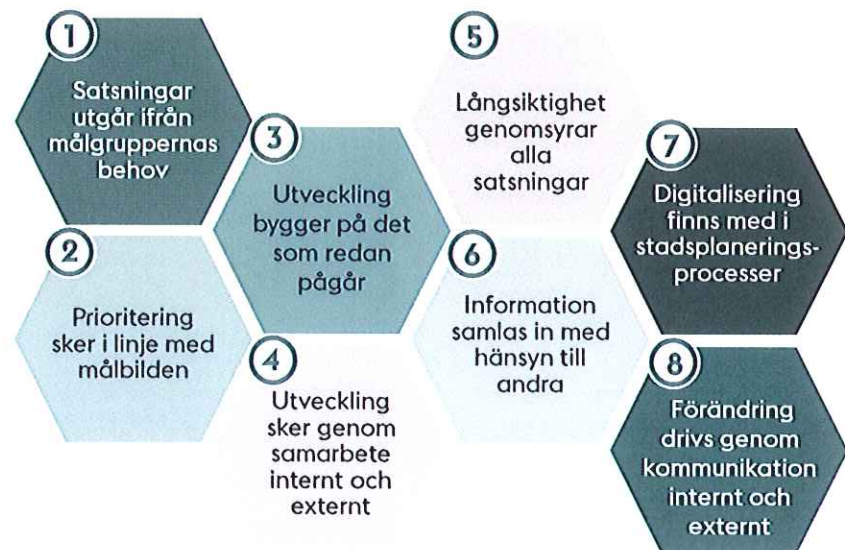 1
Satsningar
utgår ifrån
målgruppernas
behov
2
Prioritering
sker i linje med
målbilden
3
Utveckling
bygger på det
som redan
pågår
4
Utveckling
sker genom
samarbete
internt och
externt
5
Långsiktighet
genomsyrar
alla
satsningar
6
Information
samlas in med
hänsyn till
andra
7
Digitalisering
finns med i
stadsplanerings-
processer
8
Förändring
drivs genom
kommunikation
internt och
externt